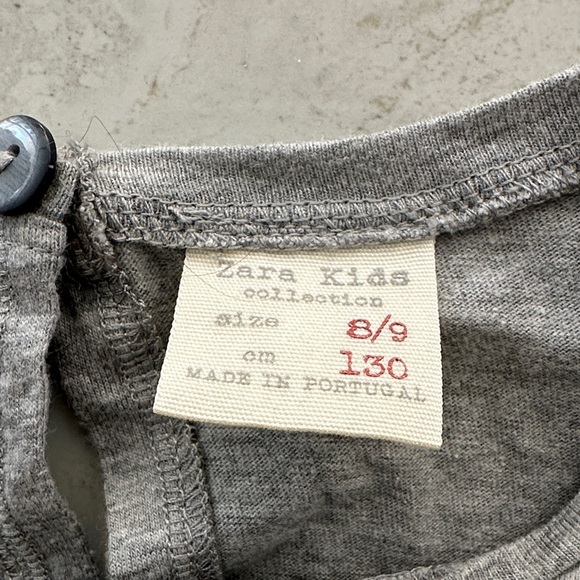 Zara Kids
collection
size 8/9
cm 130
MADE IN PORTUGAL